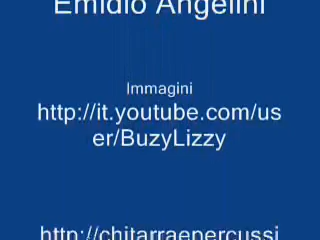 Emidio Angelini
Immagini
http://it.youtube.com/us
er/BuzyLizzy
http://chitarraepercussi